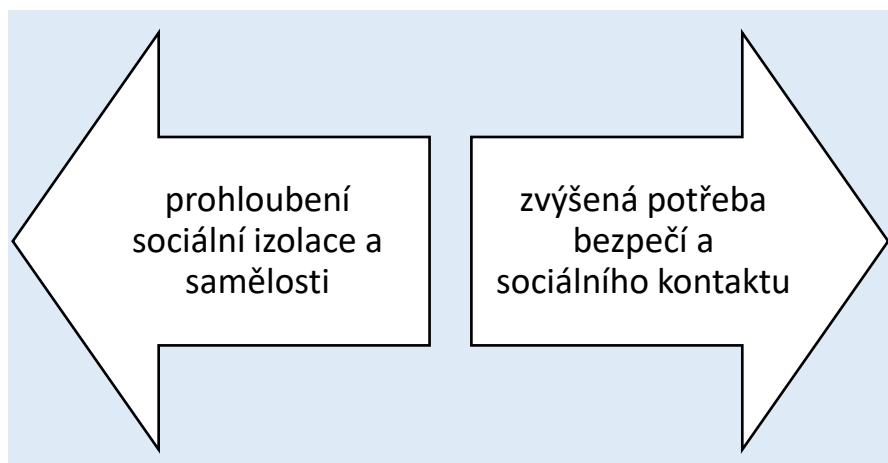 prohloubení
sociální izolace a
samělosti
zvýšená potřeba
bezpečí a
sociálního kontaktu